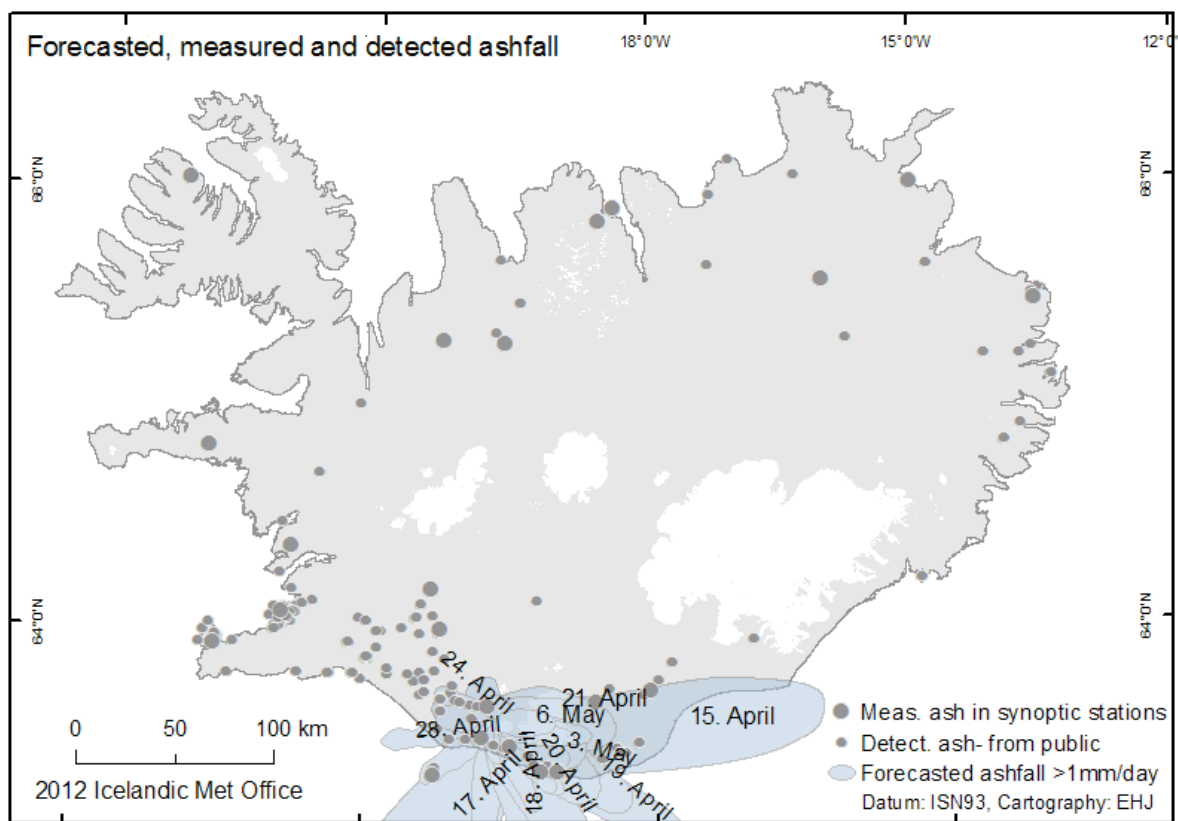 Forecasted, measured and detected ashfall
18°0'W
15°0'W
12°0'
66°0'N
66°0'N
64°0'N
64°0'N
24. April
21. April
15. April
6. May
28. April
3. May
20. April
19. April
17. April
18. April
0 50 100 km
2012 Icelandic Met Office
Meas. ash in synoptic stations
Detect. ash- from public
Forecasted ashfall >1mm/day
Datum: ISN93, Cartography: EHJ